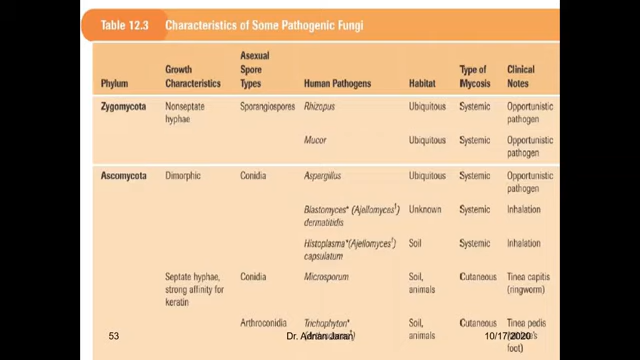 Table 12.3 Characteristics of Some Pathogenic Fungi
Asexual
Growth Spore Type of Clinical
Phylum Characteristics Types Human Pathogens Habitat Mycosis Notes
Zygomycota Nonseptate Sporangiospores Rhizopus Ubiquitous Systemic Opportunistic
hyphae pathogen
Mucor Ubiquitous Systemic Opportunistic
pathogen
Ascomycota Dimorphic Conidia Aspergillus Ubiquitous Systemic Opportunistic
pathogen
Blastomyces* (Ajellomyces†) Unknown Systemic Inhalation
dermatitidis
Histoplasma* (Ajellomyces†) Soil Systemic Inhalation
capsulatum
Septate hyphae, Conidia Microsporum Soil, Cutaneous Tinea capitis
strong affinity for animals (ringworm)
keratin
Arthroconidia Trichophyton* Soil, Cutaneous Tinea pedis
53 Dr. Adnan Jaran animals 10/17/2020
foot)